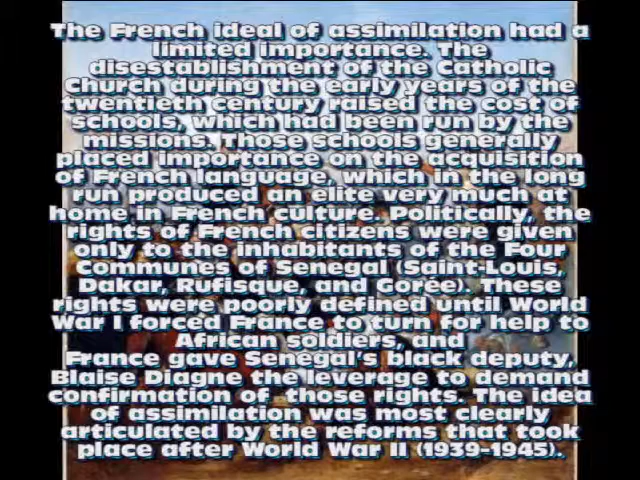 The French ideal of assimilation had a
limited importance. The
disestablishment of the Catholic
Church during the early years of the
twentieth century raised the cost of
schools, which had been run by the
missions. Those schools generally
placed importance on the acquisition
of French language, which in the long
run produced an elite very much at
home in French culture. Politically, the
rights of French citizens were given
only to the inhabitants of the Four
Communes of Senegal (Saint-Louis,
Dakar, Rufisque, and Gorée). These
rights were poorly defined until World
War I forced France to turn for help to
African soldiers, and
France gave Senegal's black deputy,
Blaise Diagne the leverage to demand
confirmation of those rights. The idea
of assimilation was most clearly
articulated by the reforms that took
place after World War II (1939-1945).